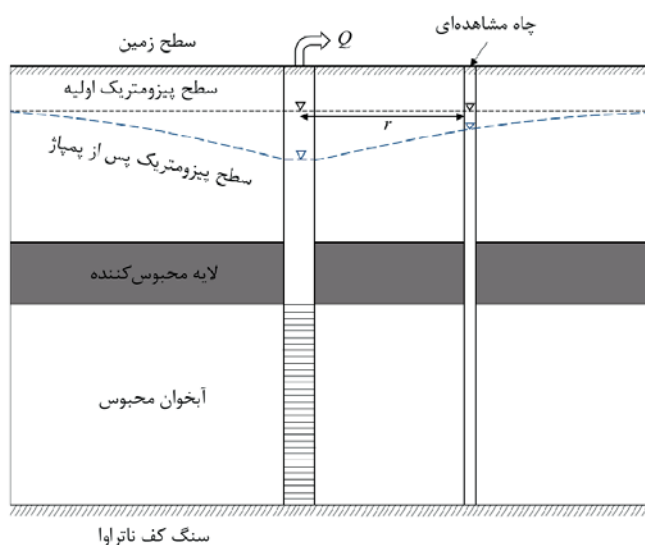 چاه مشاهده‌ای
سطح زمین
Q
سطح پیزومتریک اولیه
r
سطح پیزومتریک پس از پمپاژ
لایه محبوس‌کننده
آبخوان محبوس
سنگ کف ناتراوا